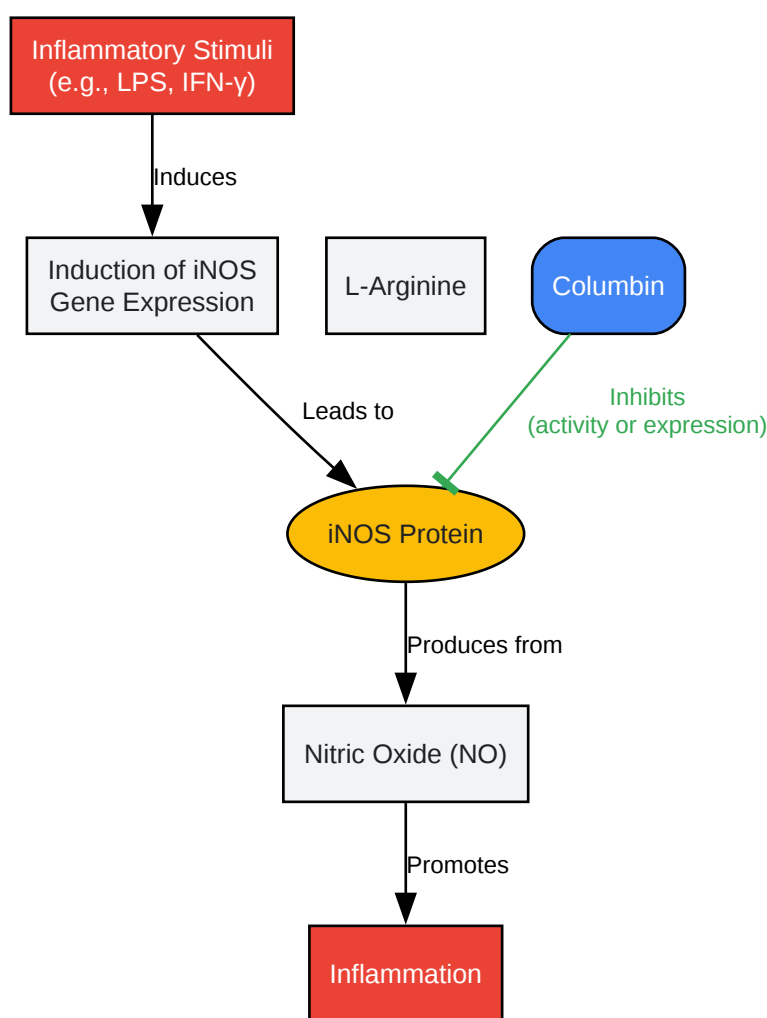 Inflammatory Stimuli
(e.g., LPS, IFN-γ)
Induces
Induction of iNOS
Gene Expression
L-Arginine
Columbin
Leads to
Inhibits
(activity or expression)
iNOS Protein
Produces from
Nitric Oxide (NO)
Promotes
Inflammation